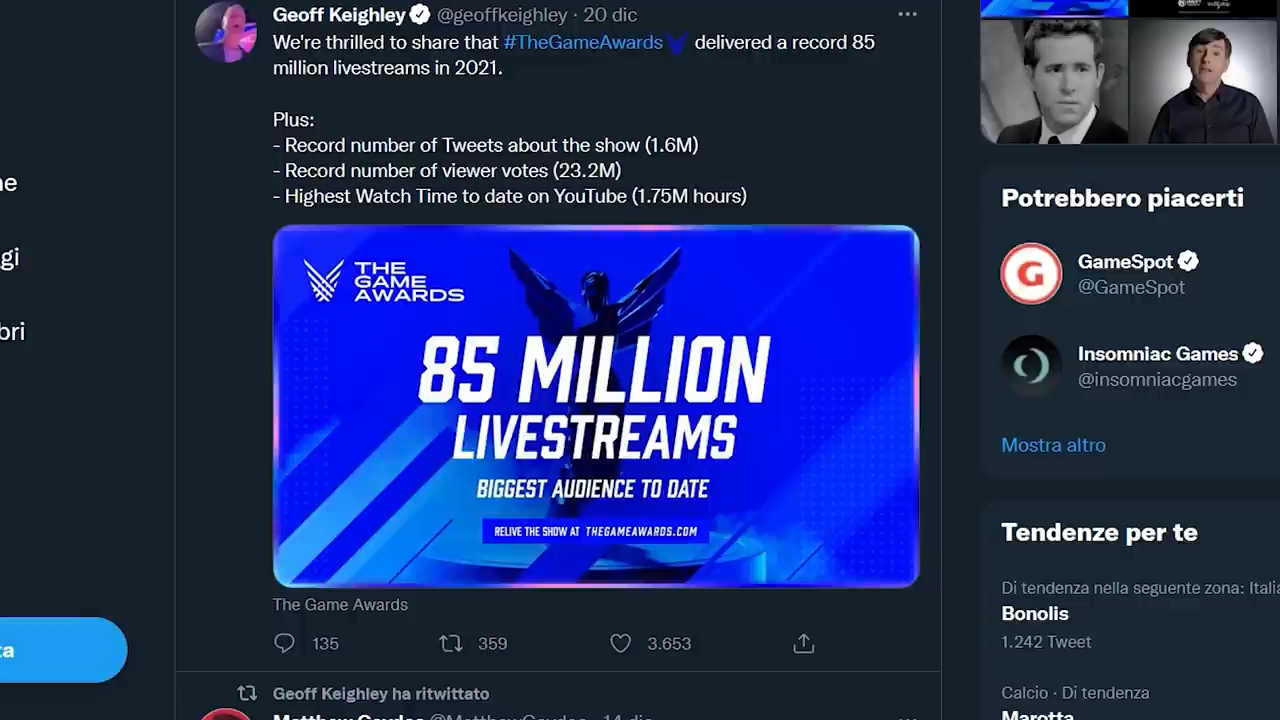 Geoff Keighley @geoffkeighley · 20 dic
We're thrilled to share that #TheGameAwards delivered a record 85
million livestreams in 2021.
Plus:
- Record number of Tweets about the show (1.6M)
- Record number of viewer votes (23.2M)
- Highest Watch Time to date on YouTube (1.75M hours)
THE
GAME
AWARDS
85 MILLION
LIVESTREAMS
BIGGEST AUDIENCE TO DATE
RELIVE THE SHOW AT THEGAMEAWARDS.COM
The Game Awards
135
359
3.653
Geoff Keighley ha ritwittato
gi
bri
ta
Potrebbero piacerti
GameSpot
@GameSpot
Insomniac Games
@insomniacgames
Mostra altro
Tendenze per te
Di tendenza nella seguente zona: Italia
Bonolis
1.242 Tweet
Calcio · Di tendenza
Marotta